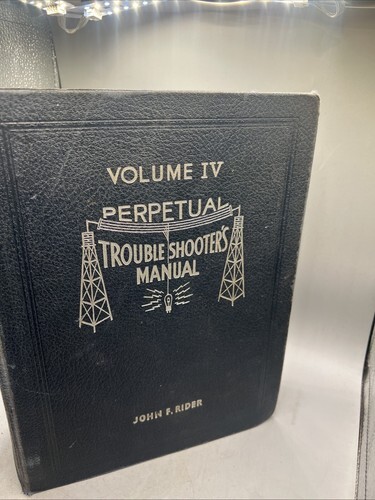 VOLUME IV
PERPETUAL
TROUBLE SHOOTER'S
MANUAL
JOHN F. RIDER